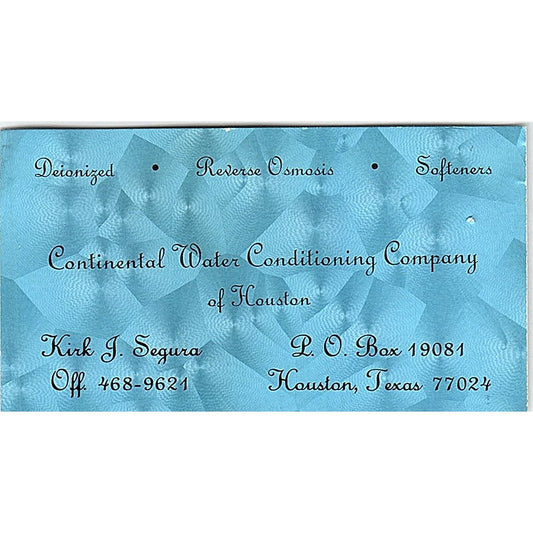 Deionized • Reverse Osmosis • Softeners
Continental Water Conditioning Company
of Houston
Kirk J. Segura P. O. Box 19081
Off. 468-9621 Houston, Texas 77024